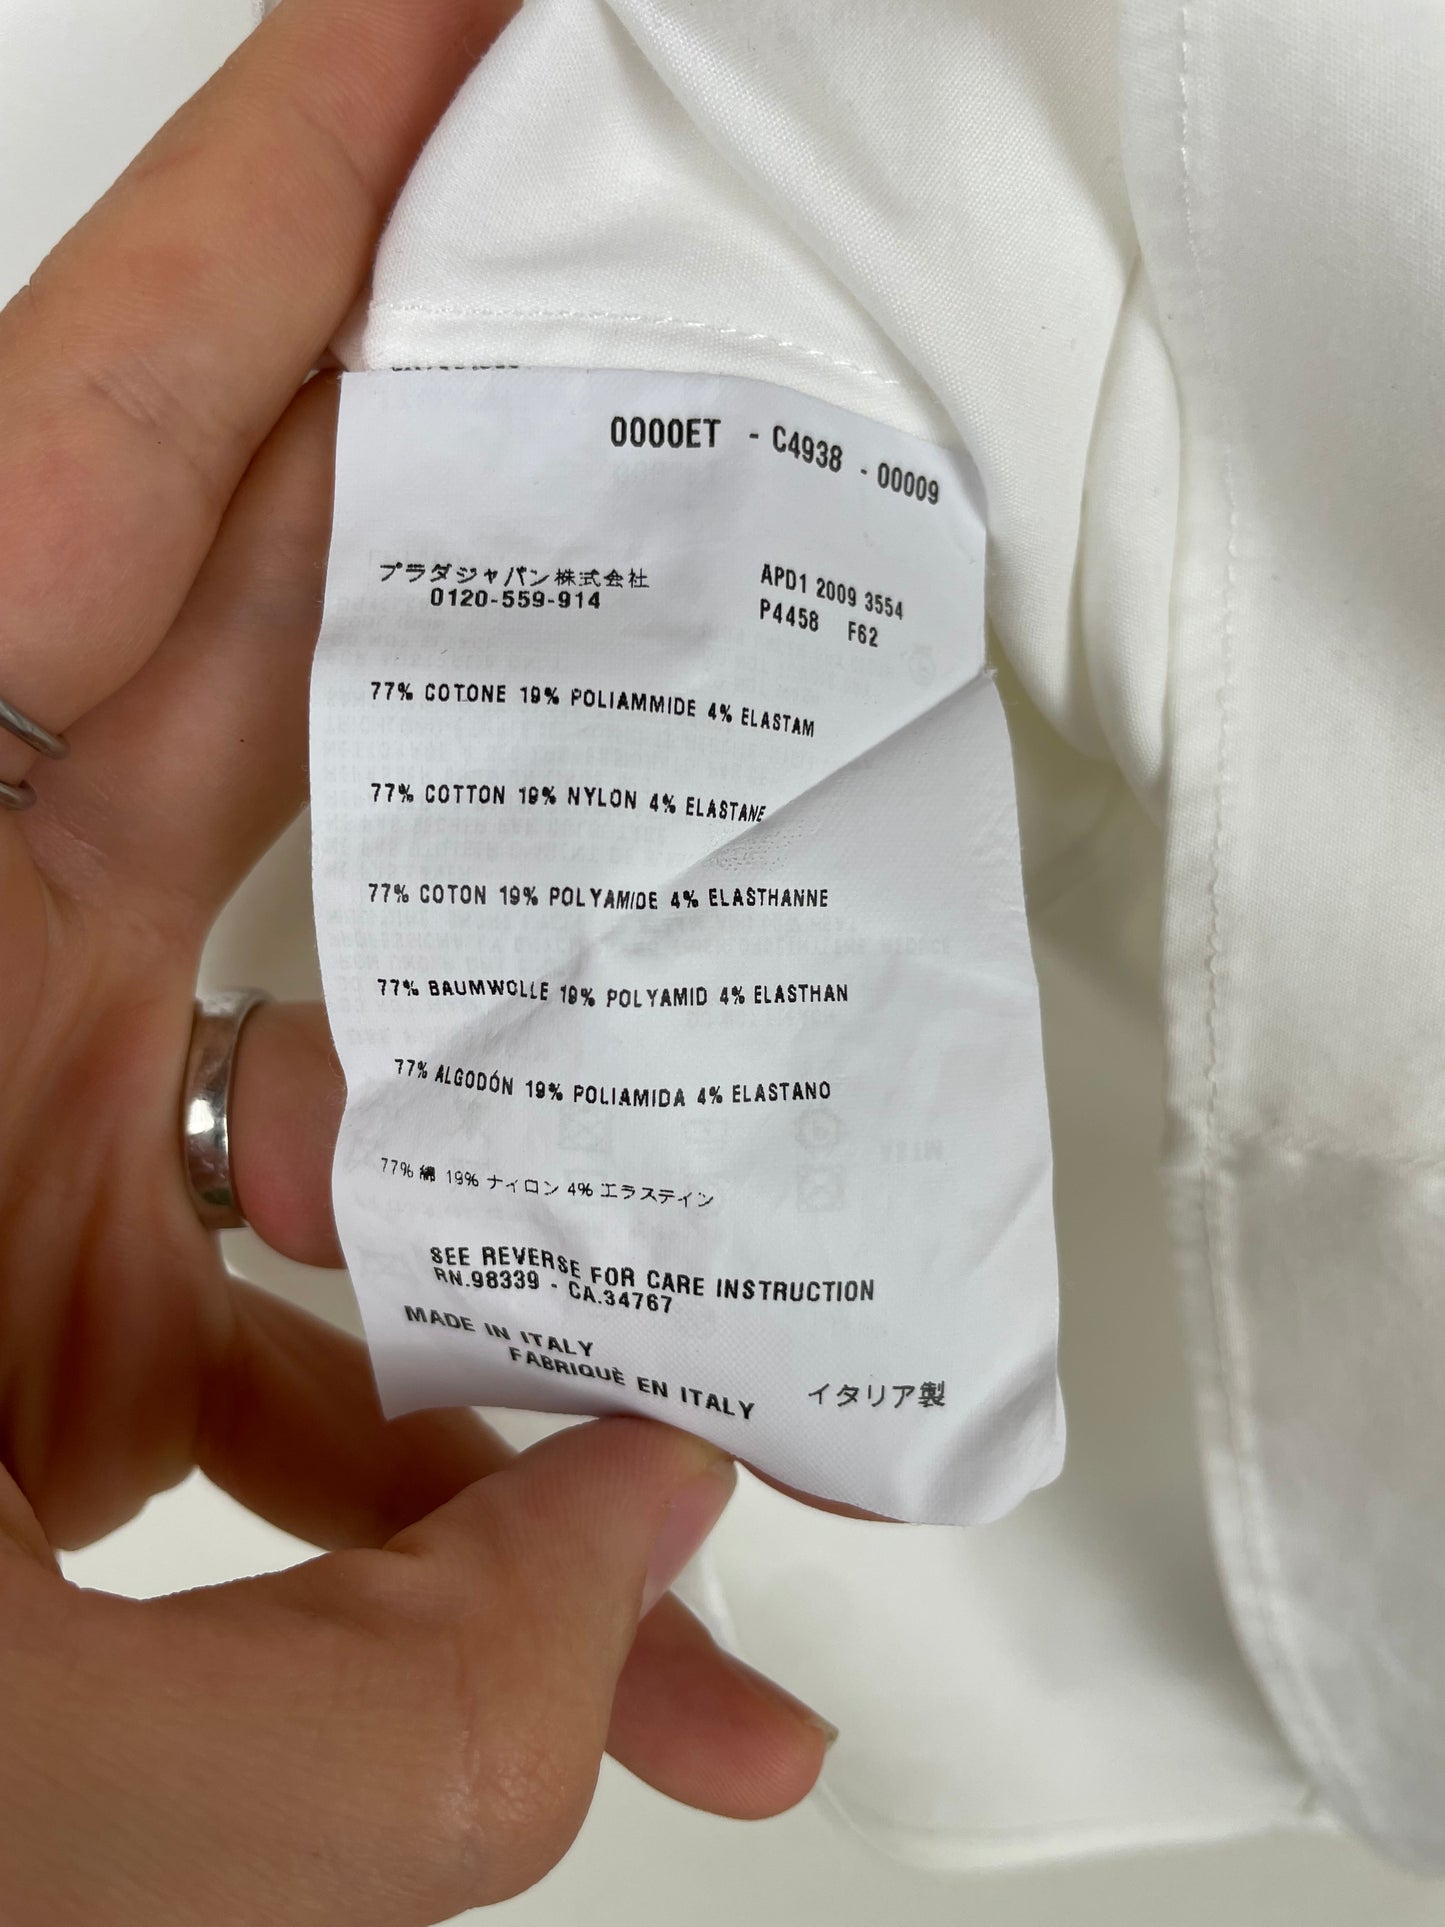 0000ET - C4938 - 00009
プラダジャパン株式会社
0120-559-914
APD1 2009 3554
P4458 F62
77% COTONE 19% POLIAMMIDE 4% ELASTAM
77% COTTON 19% NYLON 4% ELASTANE
77% COTON 19% POLYAMIDE 4% ELASTHANNE
77% BAUMWOLLE 19% POLYAMID 4% ELASTHAN
77% ALGODÓN 19% POLIAMIDA 4% ELASTANO
77% 綿 19% ナイロン 4% エラステイン
SEE REVERSE FOR CARE INSTRUCTION
RN.98339 - CA.34767
MADE IN ITALY
FABRIQUÈ EN ITALY
イタリア製